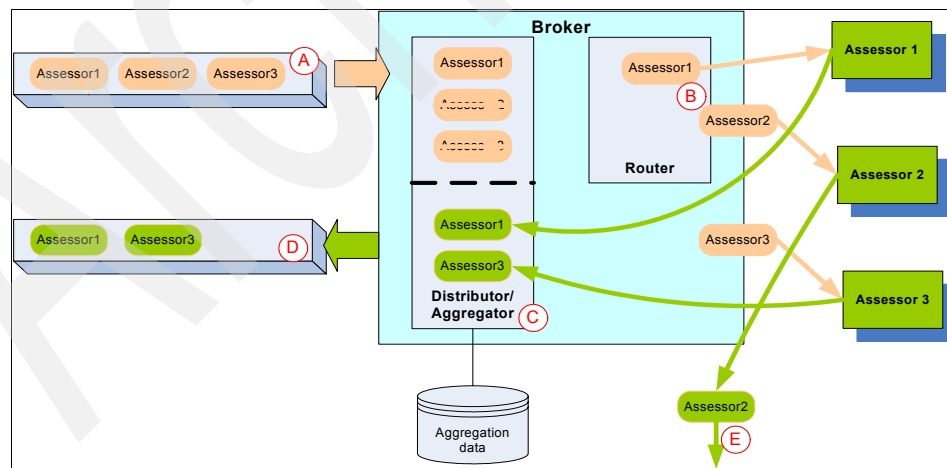 Broker
A
Assessor1 Assessor2 Assessor3
Assessor1
Assessor1
Assessor 1
B
Assessor2
Router
Assessor 2
D
Assessor1 Assessor3
Assessor1
Assessor3
Assessor3
Distributor/
Aggregator
C
Assessor 3
Assessor2
E
Aggregation
data